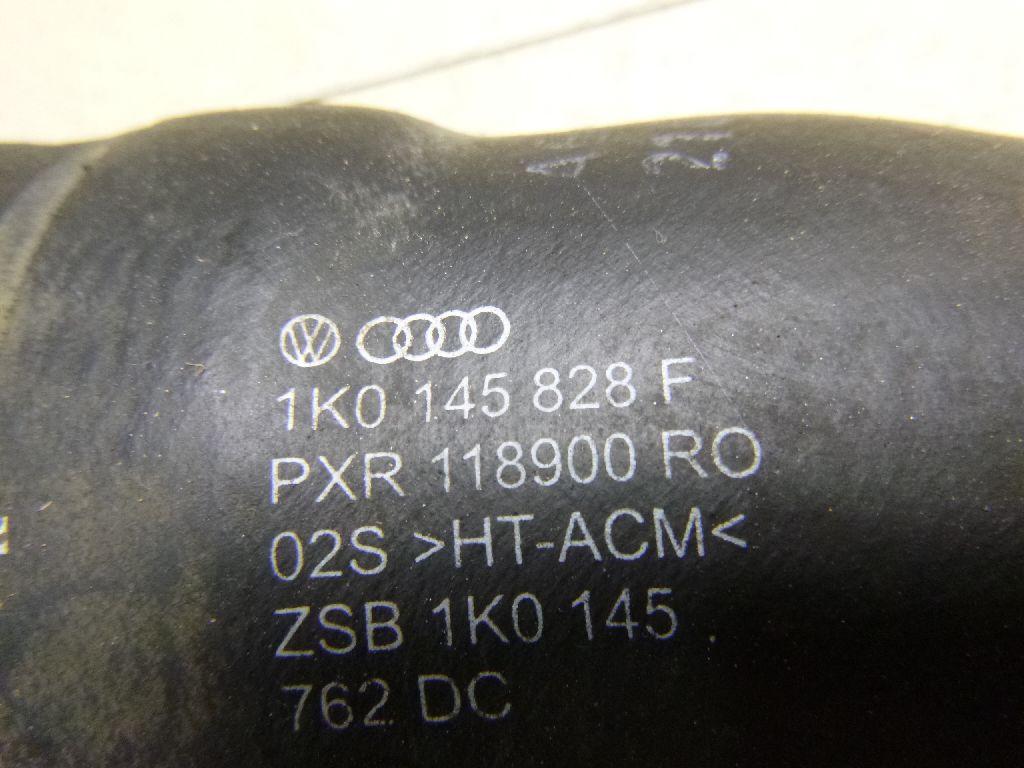 1K0 145 828 F
PXR 118900 RO
02S >HT-ACM<
ZSB 1K0 145
762 DC